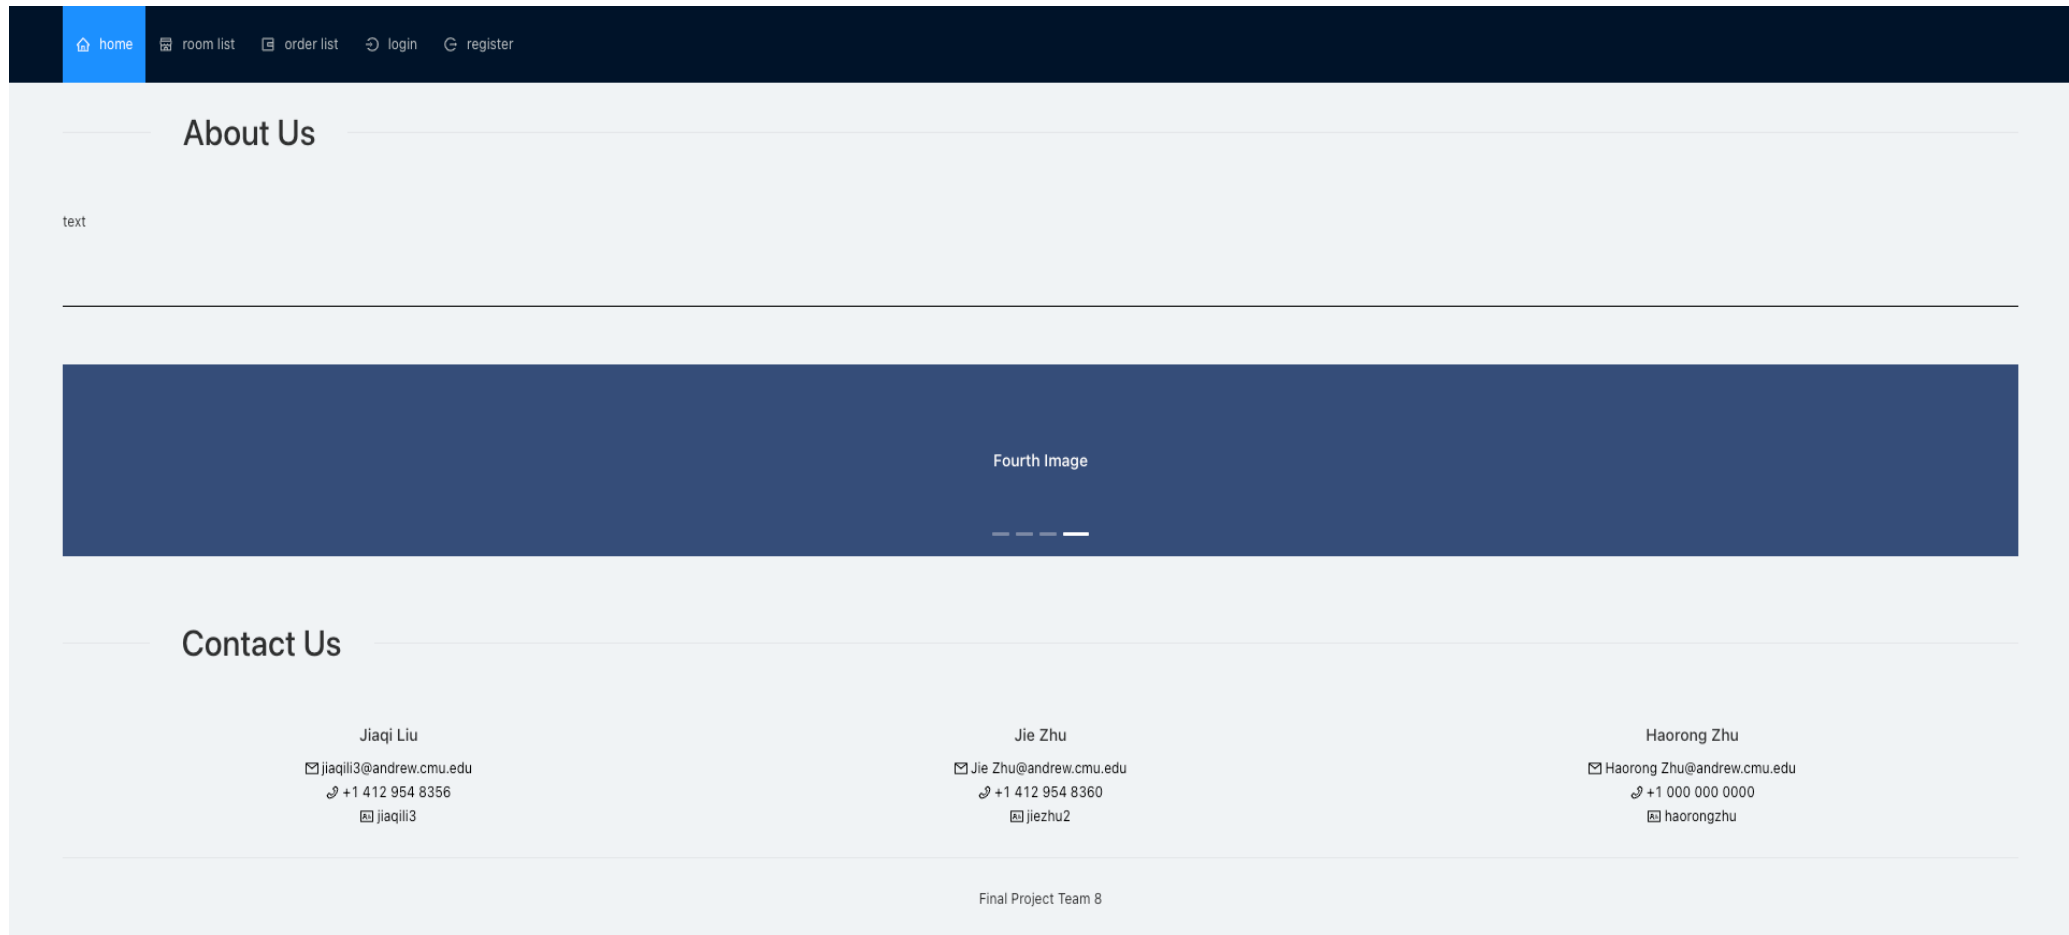 home room list order list login register
About Us
text
Fourth Image
Contact Us
Jiaqi Liu
jiaqili3@andrew.cmu.edu
+1 412 954 8356
jiaqili3
Jie Zhu
Jie Zhu@andrew.cmu.edu
+1 412 954 8360
jiezhu2
Haorong Zhu
Haorong Zhu@andrew.cmu.edu
+1 000 000 0000
haorongzhu
Final Project Team 8